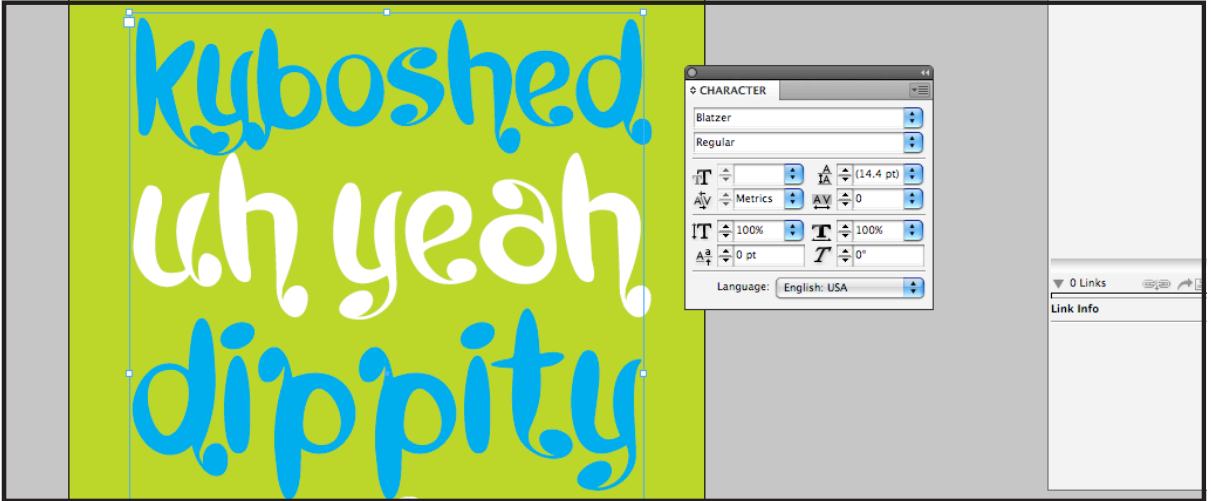 kyboshed
uh yeah
dippity
CHARACTER
Blatzer
Regular
(14.4 pt)
Metrics
0
100%
100%
0 pt
0°
Language: English: USA
0 Links
Link Info